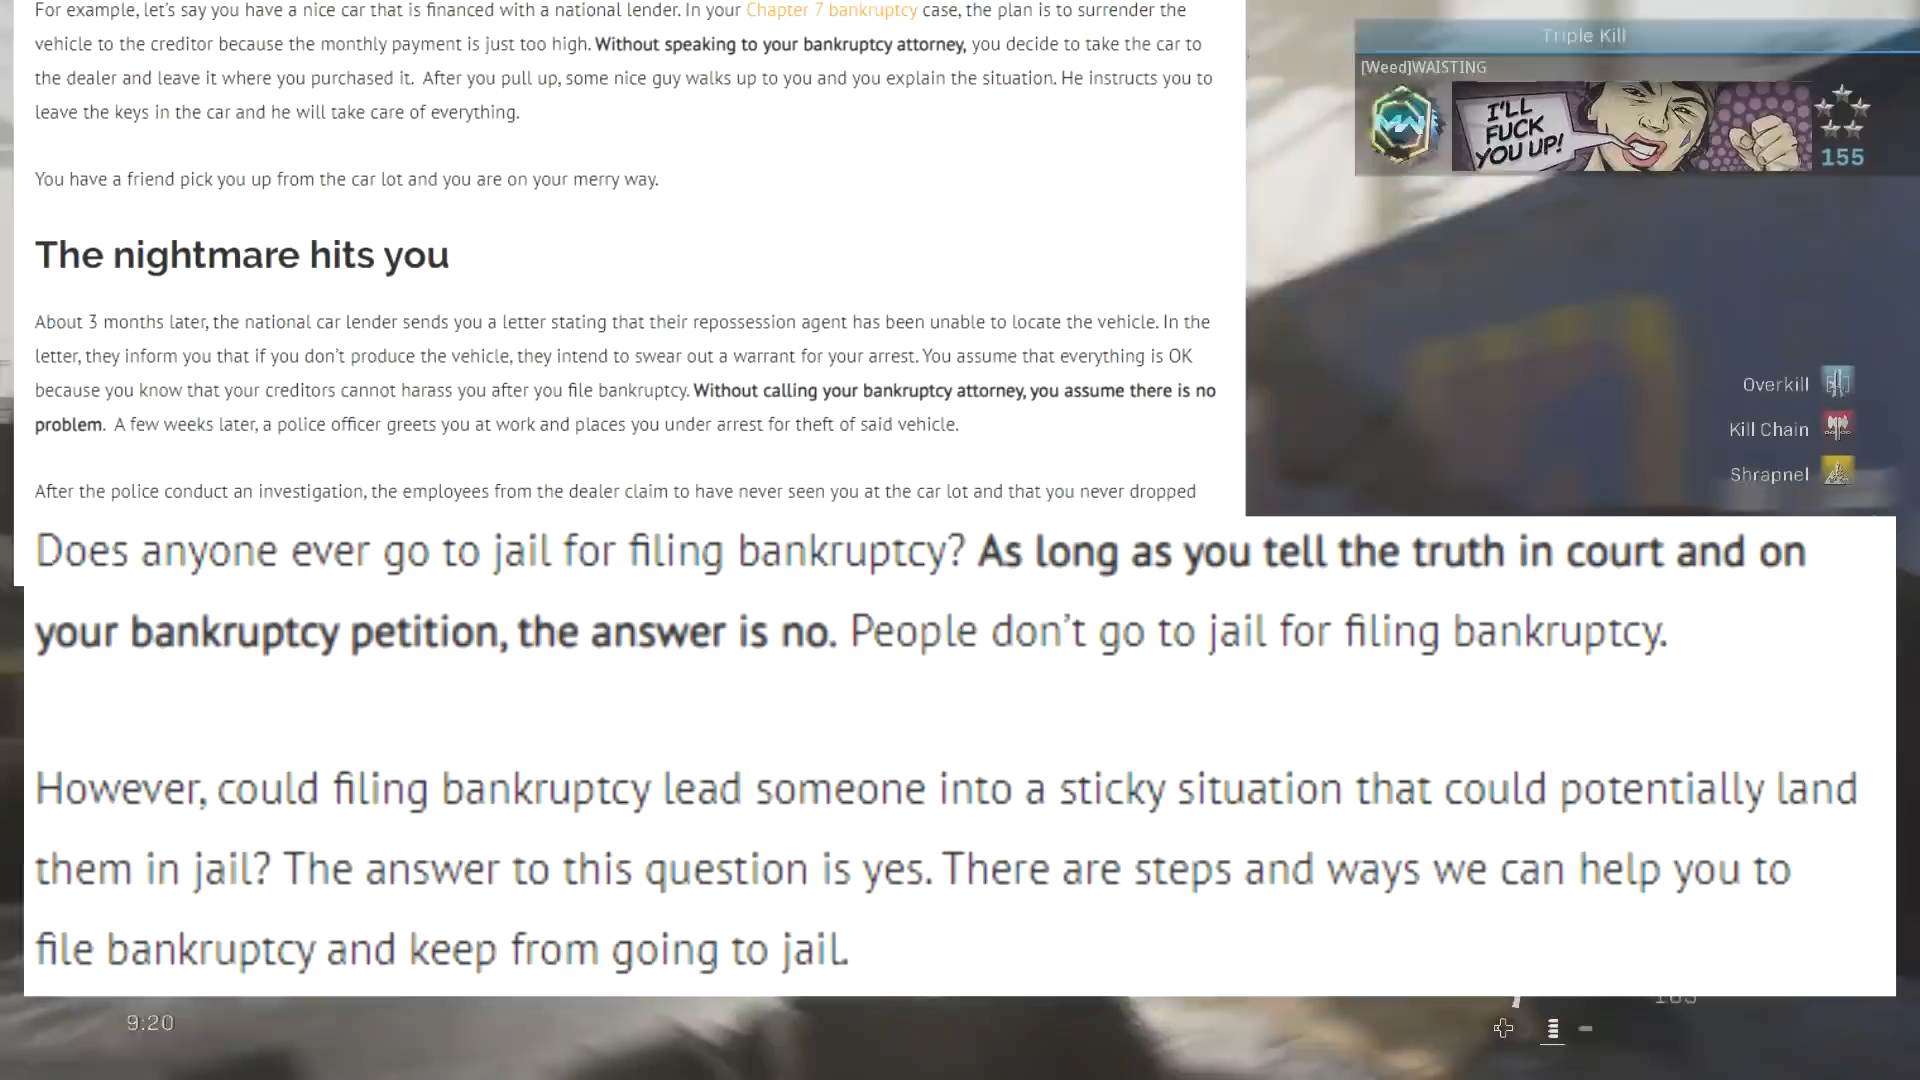 For example, let's say you have a nice car that is financed with a national lender. In your Chapter 7 bankruptcy case, the plan is to surrender the
vehicle to the creditor because the monthly payment is just too high. Without speaking to your bankruptcy attorney, you decide to take the car to
the dealer and leave it where you purchased it. After you pull up, some nice guy walks up to you and you explain the situation. He instructs you to
leave the keys in the car and he will take care of everything.
You have a friend pick you up from the car lot and you are on your merry way.
The nightmare hits you
About 3 months later, the national car lender sends you a letter stating that their repossession agent has been unable to locate the vehicle. In the
letter, they inform you that if you don't produce the vehicle, they intend to swear out a warrant for your arrest. You assume that everything is OK
because you know that your creditors cannot harass you after you file bankruptcy. Without calling your bankruptcy attorney, you assume there is no
problem. A few weeks later, a police officer greets you at work and places you under arrest for theft of said vehicle.
After the police conduct an investigation, the employees from the dealer claim to have never seen you at the car lot and that you never dropped
Triple Kill
[Weed]WAISTING
I'LL
FUCK
YOU UP!
155
Overkill
Kill Chain
Shrapnel
Does anyone ever go to jail for filing bankruptcy? As long as you tell the truth in court and on
your bankruptcy petition, the answer is no. People don't go to jail for filing bankruptcy.
However, could filing bankruptcy lead someone into a sticky situation that could potentially land
them in jail? The answer to this question is yes. There are steps and ways we can help you to
file bankruptcy and keep from going to jail.
9:20